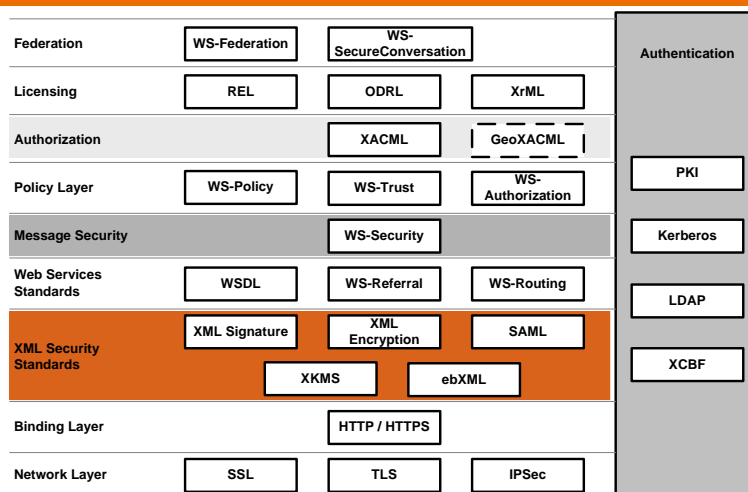 Federation
WS-Federation
WS-
SecureConversation
Authentication
Licensing
REL
ODRL
XrML
Authorization
XACML
GeoXACML
Policy Layer
WS-Policy
WS-Trust
WS-
Authorization
PKI
Message Security
WS-Security
Kerberos
Web Services
Standards
WSDL
WS-Referral
WS-Routing
LDAP
XML Security
Standards
XML Signature
XML
Encryption
SAML
XKMS
ebXML
XCBF
Binding Layer
HTTP / HTTPS
Network Layer
SSL
TLS
IPSec